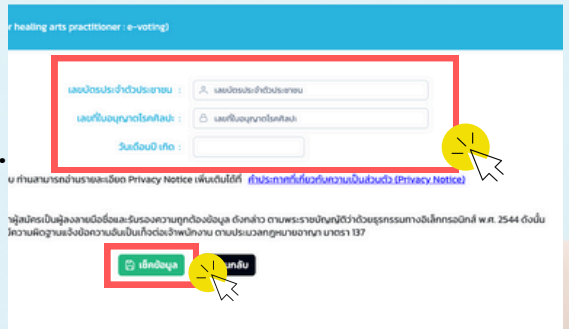 r healing arts practitioner : e-voting)
เลขบัตรประจำตัวประชาชน : เลขบัตรประจำตัวประชาชน
เลขที่ใบอนุญาตโรคศิลปะ : เลขที่ใบอนุญาตโรคศิลปะ
วันเดือนปี เกิด :
บ ท่านสามารถอ่านรายละเอียด Privacy Notice เพิ่มเติมได้ที่ คำประกาศเกี่ยวกับความเป็นส่วนตัว (Privacy Notice)
าผู้สมัครเป็นผู้ลงลายมือชื่อและรับรองความถูกต้องข้อมูล ดังกล่าว ตามพระราชบัญญัติว่าด้วยธุรกรรมทางอิเล็กทรอนิกส์ พ.ศ. 2544 ดังนั้น
ความผิดฐานแจ้งข้อความอันเป็นเท็จต่อเจ้าพนักงาน ตามประมวลกฎหมายอาญา มาตรา 137
เช็คข้อมูล นกลับ